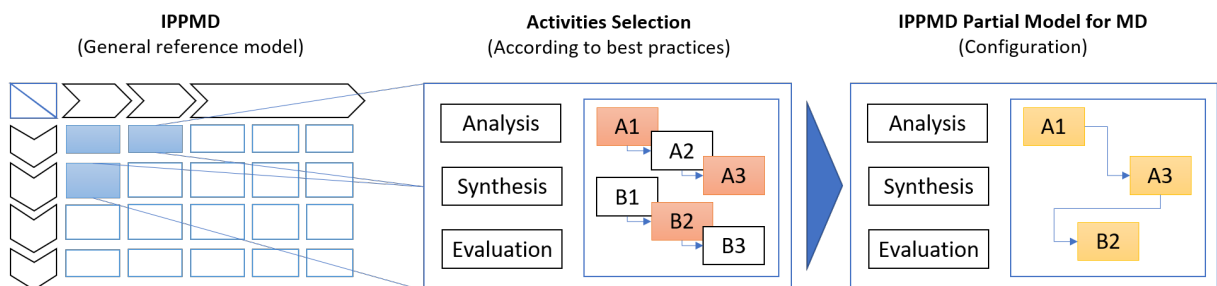 IPPMD
(General reference model)
Activities Selection
(According to best practices)
IPPMD Partial Model for MD
(Configuration)
Analysis
Synthesis
Evaluation
A1
A2
A3
B1
B2
B3
Analysis
Synthesis
Evaluation
A1
A3
B2